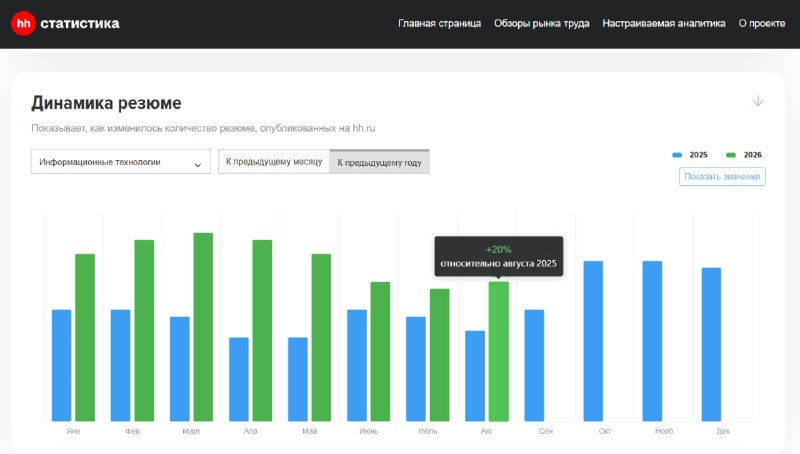 hh статистика
Главная страница Обзоры рынка труда Настраиваемая аналитика О проекте
Динамика резюме
Показывает, как изменилось количество резюме, опубликованных на hh.ru
Информационные технологии К предыдущему месяцу К предыдущему году
2025 2026
Показать значения
+20%
относительно августа 2025
Янв Фев Март Апр Май Июнь Июль Авг Сен Окт Нояб Дек